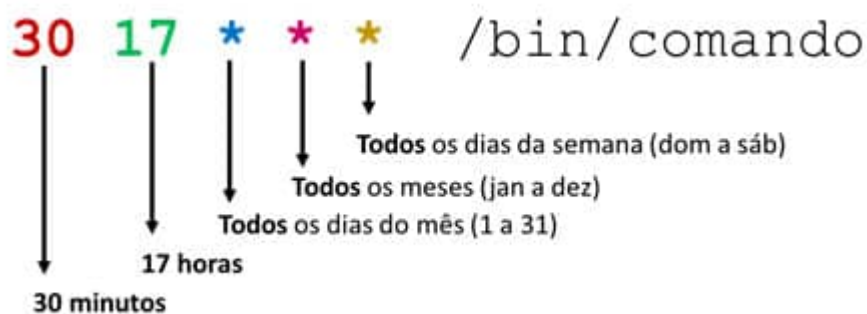 30 17 * * * /bin/comando
Todos os dias da semana (dom a sáb)
Todos os meses (jan a dez)
Todos os dias do mês (1 a 31)
17 horas
30 minutos